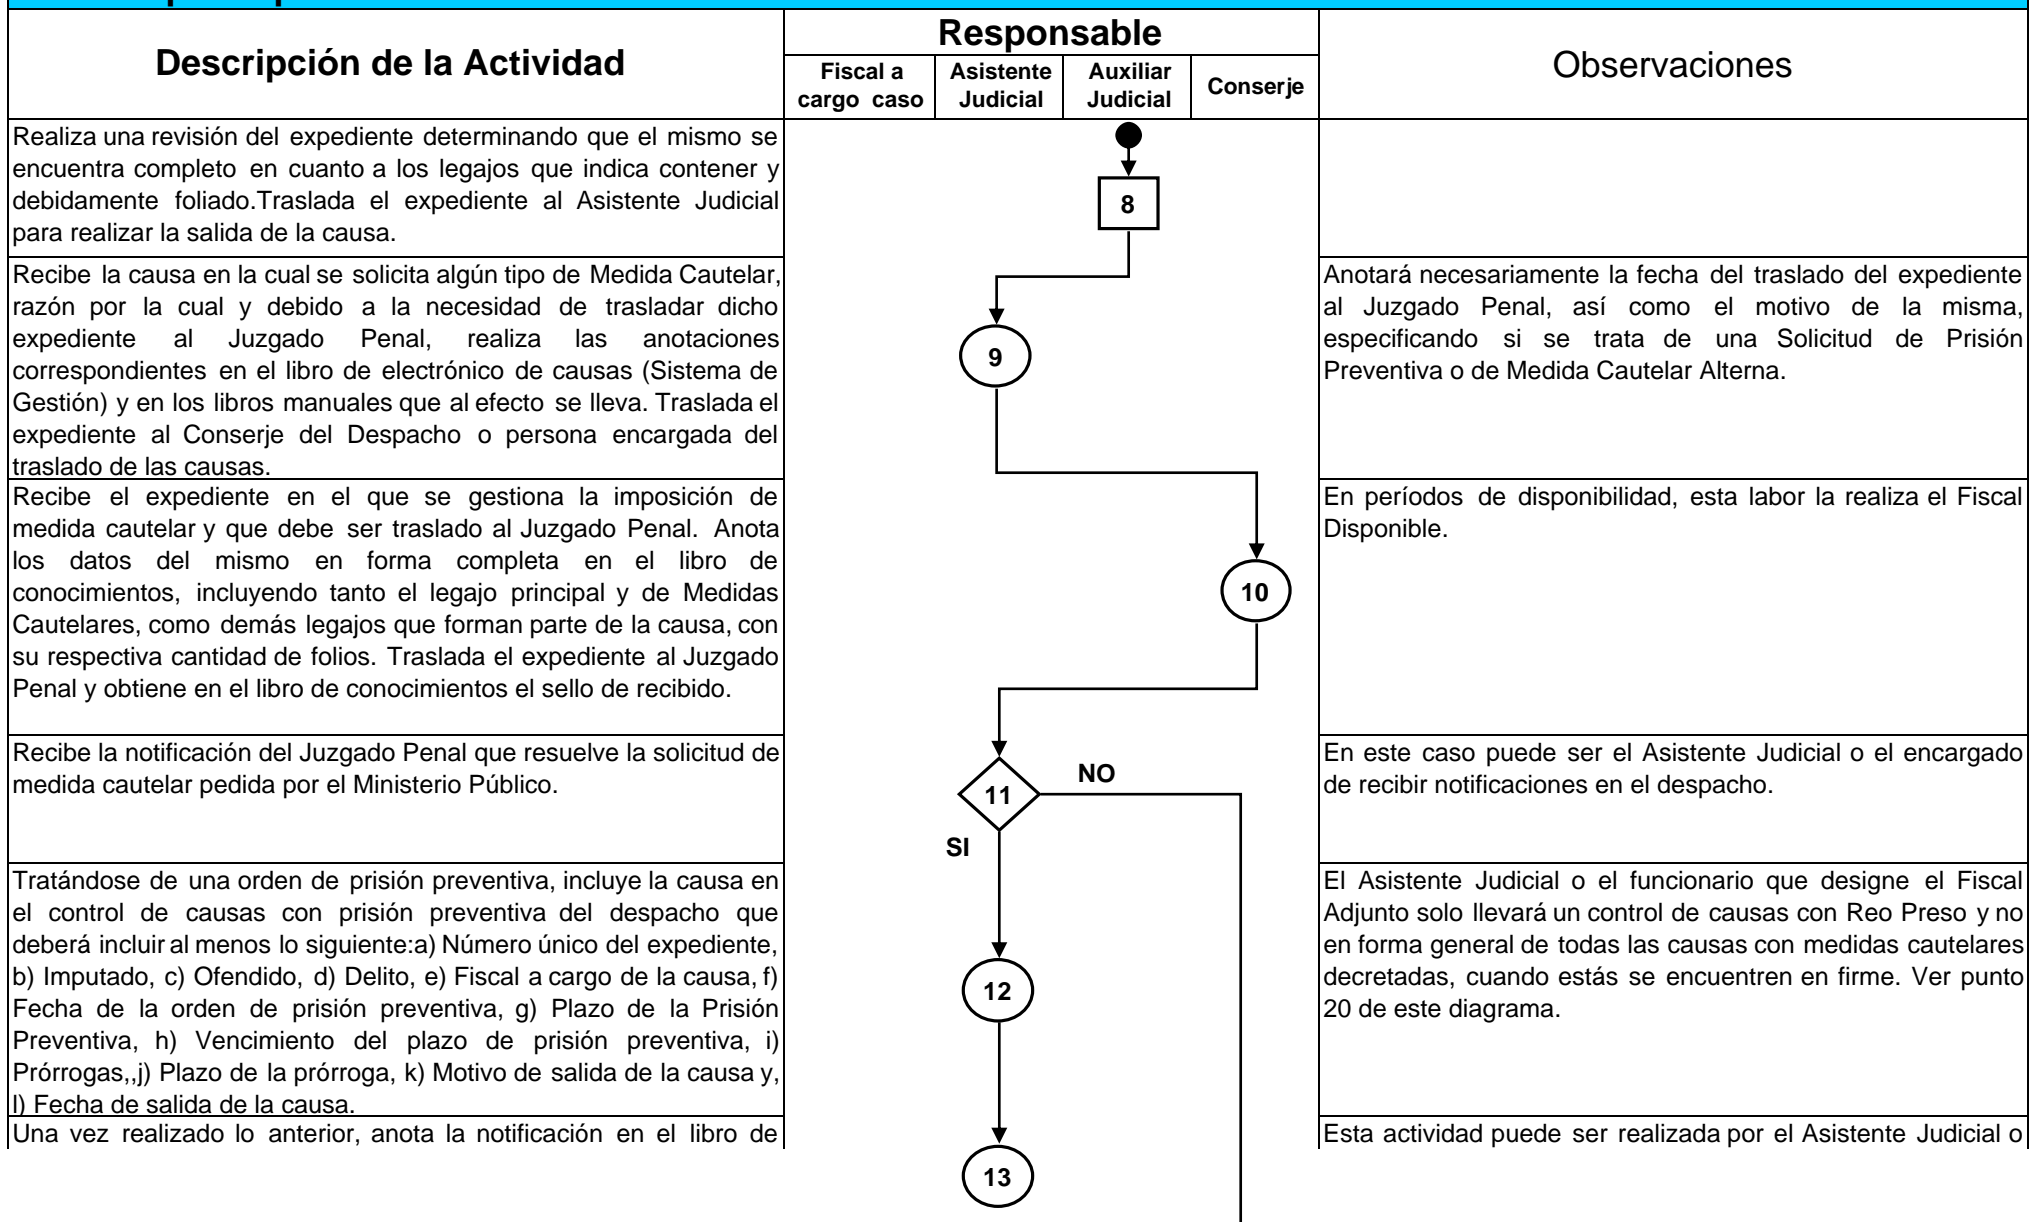 Descripción de la Actividad
Responsable
Fiscal a
cargo caso
Asistente
Judicial
Auxiliar
Judicial
Conserje
Observaciones
Realiza una revisión del expediente determinando que el mismo se
encuentra completo en cuanto a los legajos que indica contener y
debidamente foliado.Traslada el expediente al Asistente Judicial
para realizar la salida de la causa.
8
Recibe la causa en la cual se solicita algún tipo de Medida Cautelar,
razón por la cual y debido a la necesidad de trasladar dicho
expediente al Juzgado Penal, realiza las anotaciones
correspondientes en el libro de electrónico de causas (Sistema de
Gestión) y en los libros manuales que al efecto se lleva. Traslada el
expediente al Conserje del Despacho o persona encargada del
traslado de las causas.
9
Anotará necesariamente la fecha del traslado del expediente
al Juzgado Penal, así como el motivo de la misma,
especificando si se trata de una Solicitud de Prisión
Preventiva o de Medida Cautelar Alterna.
Recibe el expediente en el que se gestiona la imposición de
medida cautelar y que debe ser traslado al Juzgado Penal. Anota
los datos del mismo en forma completa en el libro de
conocimientos, incluyendo tanto el legajo principal y de Medidas
Cautelares, como demás legajos que forman parte de la causa, con
su respectiva cantidad de folios. Traslada el expediente al Juzgado
Penal y obtiene en el libro de conocimientos el sello de recibido.
10
En períodos de disponibilidad, esta labor la realiza el Fiscal
Disponible.
Recibe la notificación del Juzgado Penal que resuelve la solicitud de
medida cautelar pedida por el Ministerio Público.
11
NO
SI
En este caso puede ser el Asistente Judicial o el encargado
de recibir notificaciones en el despacho.
Tratándose de una orden de prisión preventiva, incluye la causa en
el control de causas con prisión preventiva del despacho que
deberá incluir al menos lo siguiente:a) Número único del expediente,
b) Imputado, c) Ofendido, d) Delito, e) Fiscal a cargo de la causa, f)
Fecha de la orden de prisión preventiva, g) Plazo de la Prisión
Preventiva, h) Vencimiento del plazo de prisión preventiva, i)
Prórrogas,,j) Plazo de la prórroga, k) Motivo de salida de la causa y,
l) Fecha de salida de la causa.
12
El Asistente Judicial o el funcionario que designe el Fiscal
Adjunto solo llevará un control de causas con Reo Preso y no
en forma general de todas las causas con medidas cautelares
decretadas, cuando estás se encuentren en firme. Ver punto
20 de este diagrama.
Una vez realizado lo anterior, anota la notificación en el libro de
13
Esta actividad puede ser realizada por el Asistente Judicial o